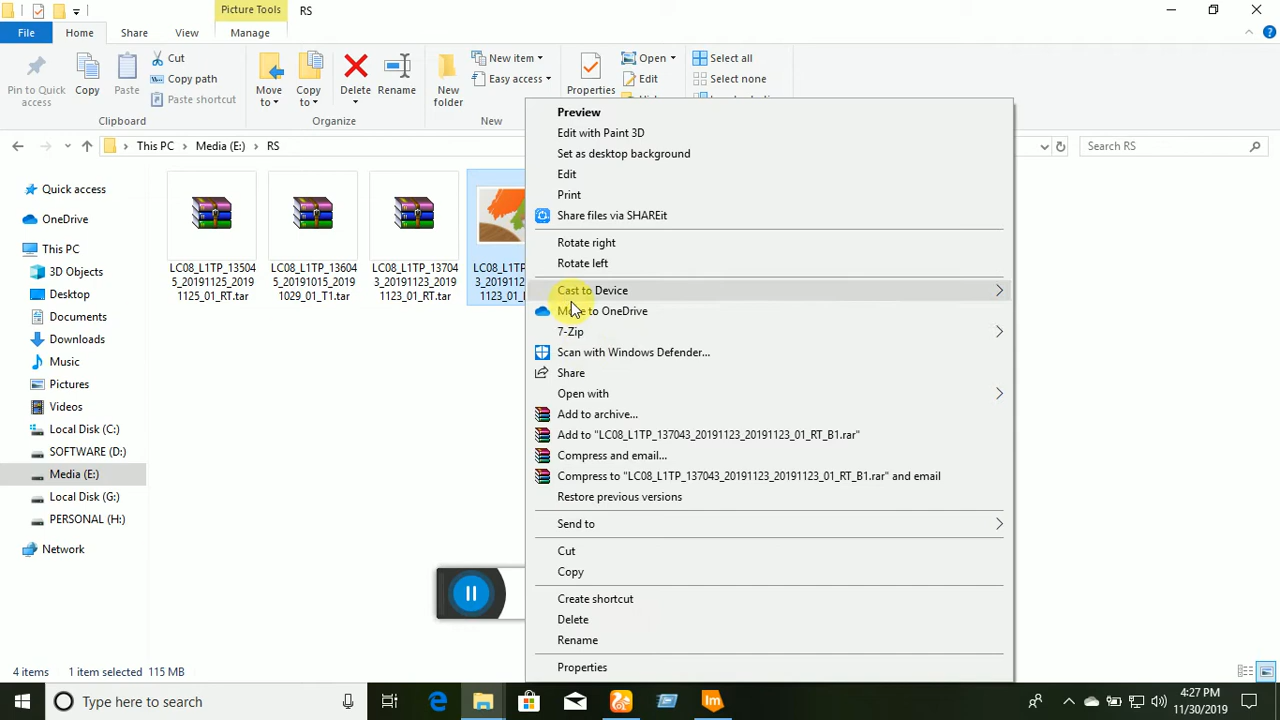 Picture Tools
RS
File
Home
Share
View
Manage
Pin to Quick
access
Copy
Paste
Cut
Copy path
Paste shortcut
Clipboard
Move
to
Copy
to
Delete
Rename
Organize
New
folder
New item
Easy access
New
Properties
Open
Edit
Select all
Select none
This PC
Media (E:)
RS
Search RS
Quick access
OneDrive
This PC
3D Objects
Desktop
Documents
Downloads
Music
Pictures
Videos
Local Disk (C:)
SOFTWARE (D:)
Media (E:)
Local Disk (G:)
PERSONAL (H:)
Network
LC08_L1TP_13504
5_20191125_2019
1125_01_RT.tar
LC08_L1TP_13604
5_20191015_2019
1029_01_T1.tar
LC08_L1TP_13704
3_20191123_2019
1123_01_RT.tar
Preview
Edit with Paint 3D
Set as desktop background
Edit
Print
Share files via SHAREit
Rotate right
Rotate left
Cast to Device
Move to OneDrive
7-Zip
Scan with Windows Defender...
Share
Open with
Add to archive...
Add to "LC08_L1TP_137043_20191123_20191123_01_RT_B1.rar"
Compress and email...
Compress to "LC08_L1TP_137043_20191123_20191123_01_RT_B1.rar" and email
Restore previous versions
Send to
Cut
Copy
Create shortcut
Delete
Rename
Properties
4 items
1 item selected 115 MB
Type here to search
Im
4:27 PM
11/30/2019